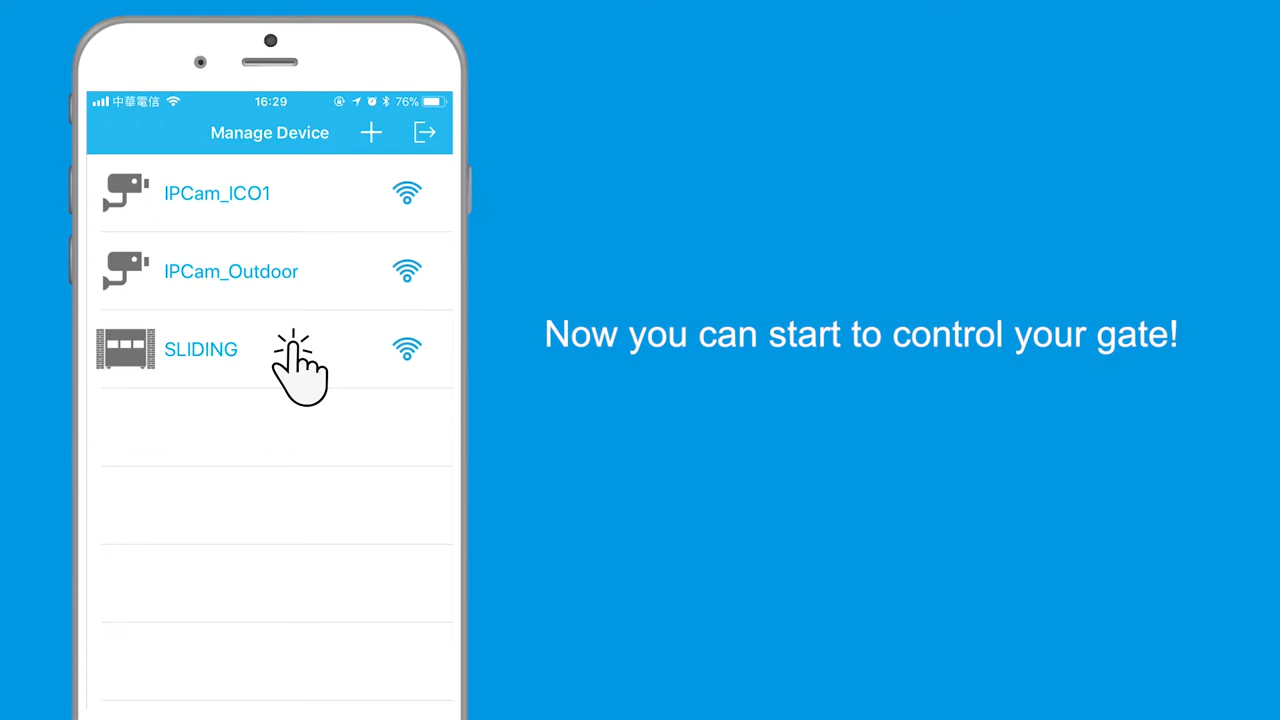 中華電信 16:29 76%
Manage Device
IPCam_ICO1
IPCam_Outdoor
SLIDING
Now you can start to control your gate!